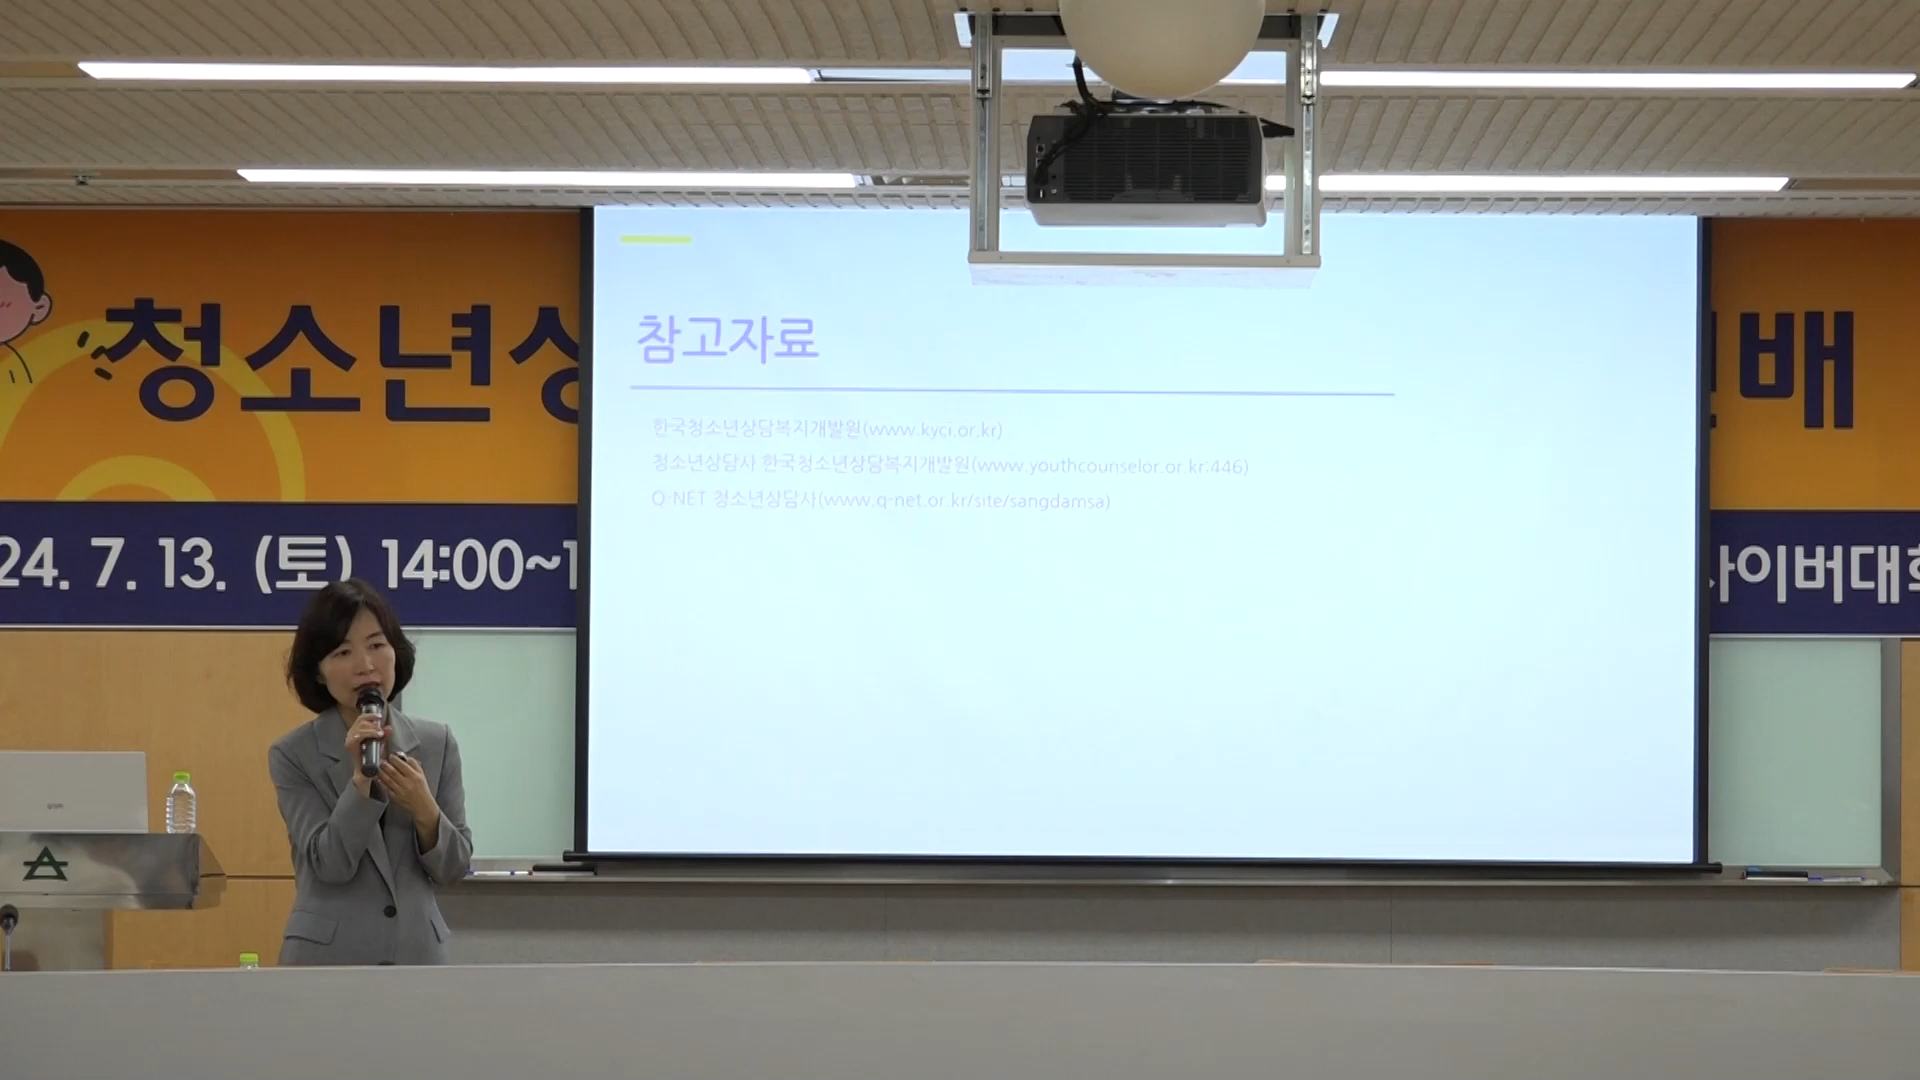 청소년
배
24. 7. 13. (토) 14:00~1
사이버대
참고자료
한국청소년상담복지개발원(www.kyci.or.kr)
청소년상담사 한국청소년상담복지개발원(www.youthcounselor.or.kr:446)
Q-NET 청소년상담사(www.q-net.or.kr/site/sangdamsa)